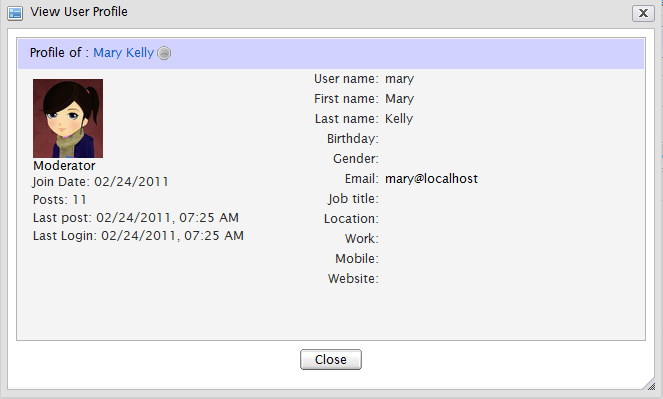 View User Profile
Profile of : Mary Kelly
Moderator
Join Date: 02/24/2011
Posts: 11
Last post: 02/24/2011, 07:25 AM
Last Login: 02/24/2011, 07:25 AM
User name: mary
First name: Mary
Last name: Kelly
Birthday:
Gender:
Email: mary@localhost
Job title:
Location:
Work:
Mobile:
Website:
Close